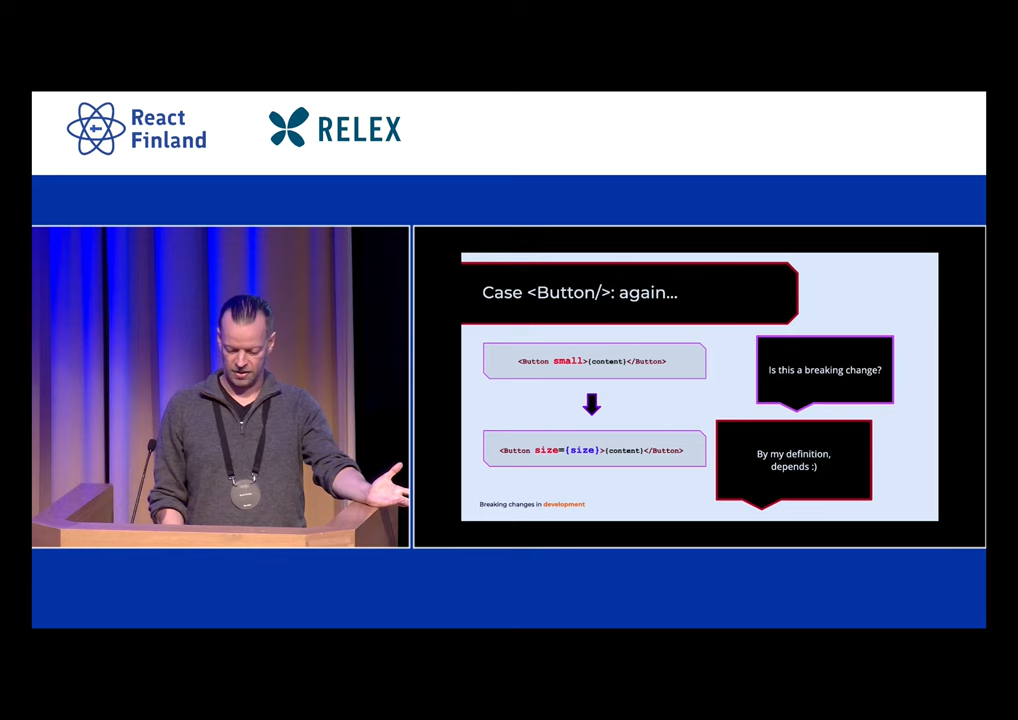 React
Finland
RELEX
Case <Button/>: again...
<Button small>{content}</Button>
Is this a breaking change?
<Button size={size}>{content}</Button>
By my definition,
depends :)
Breaking changes in development